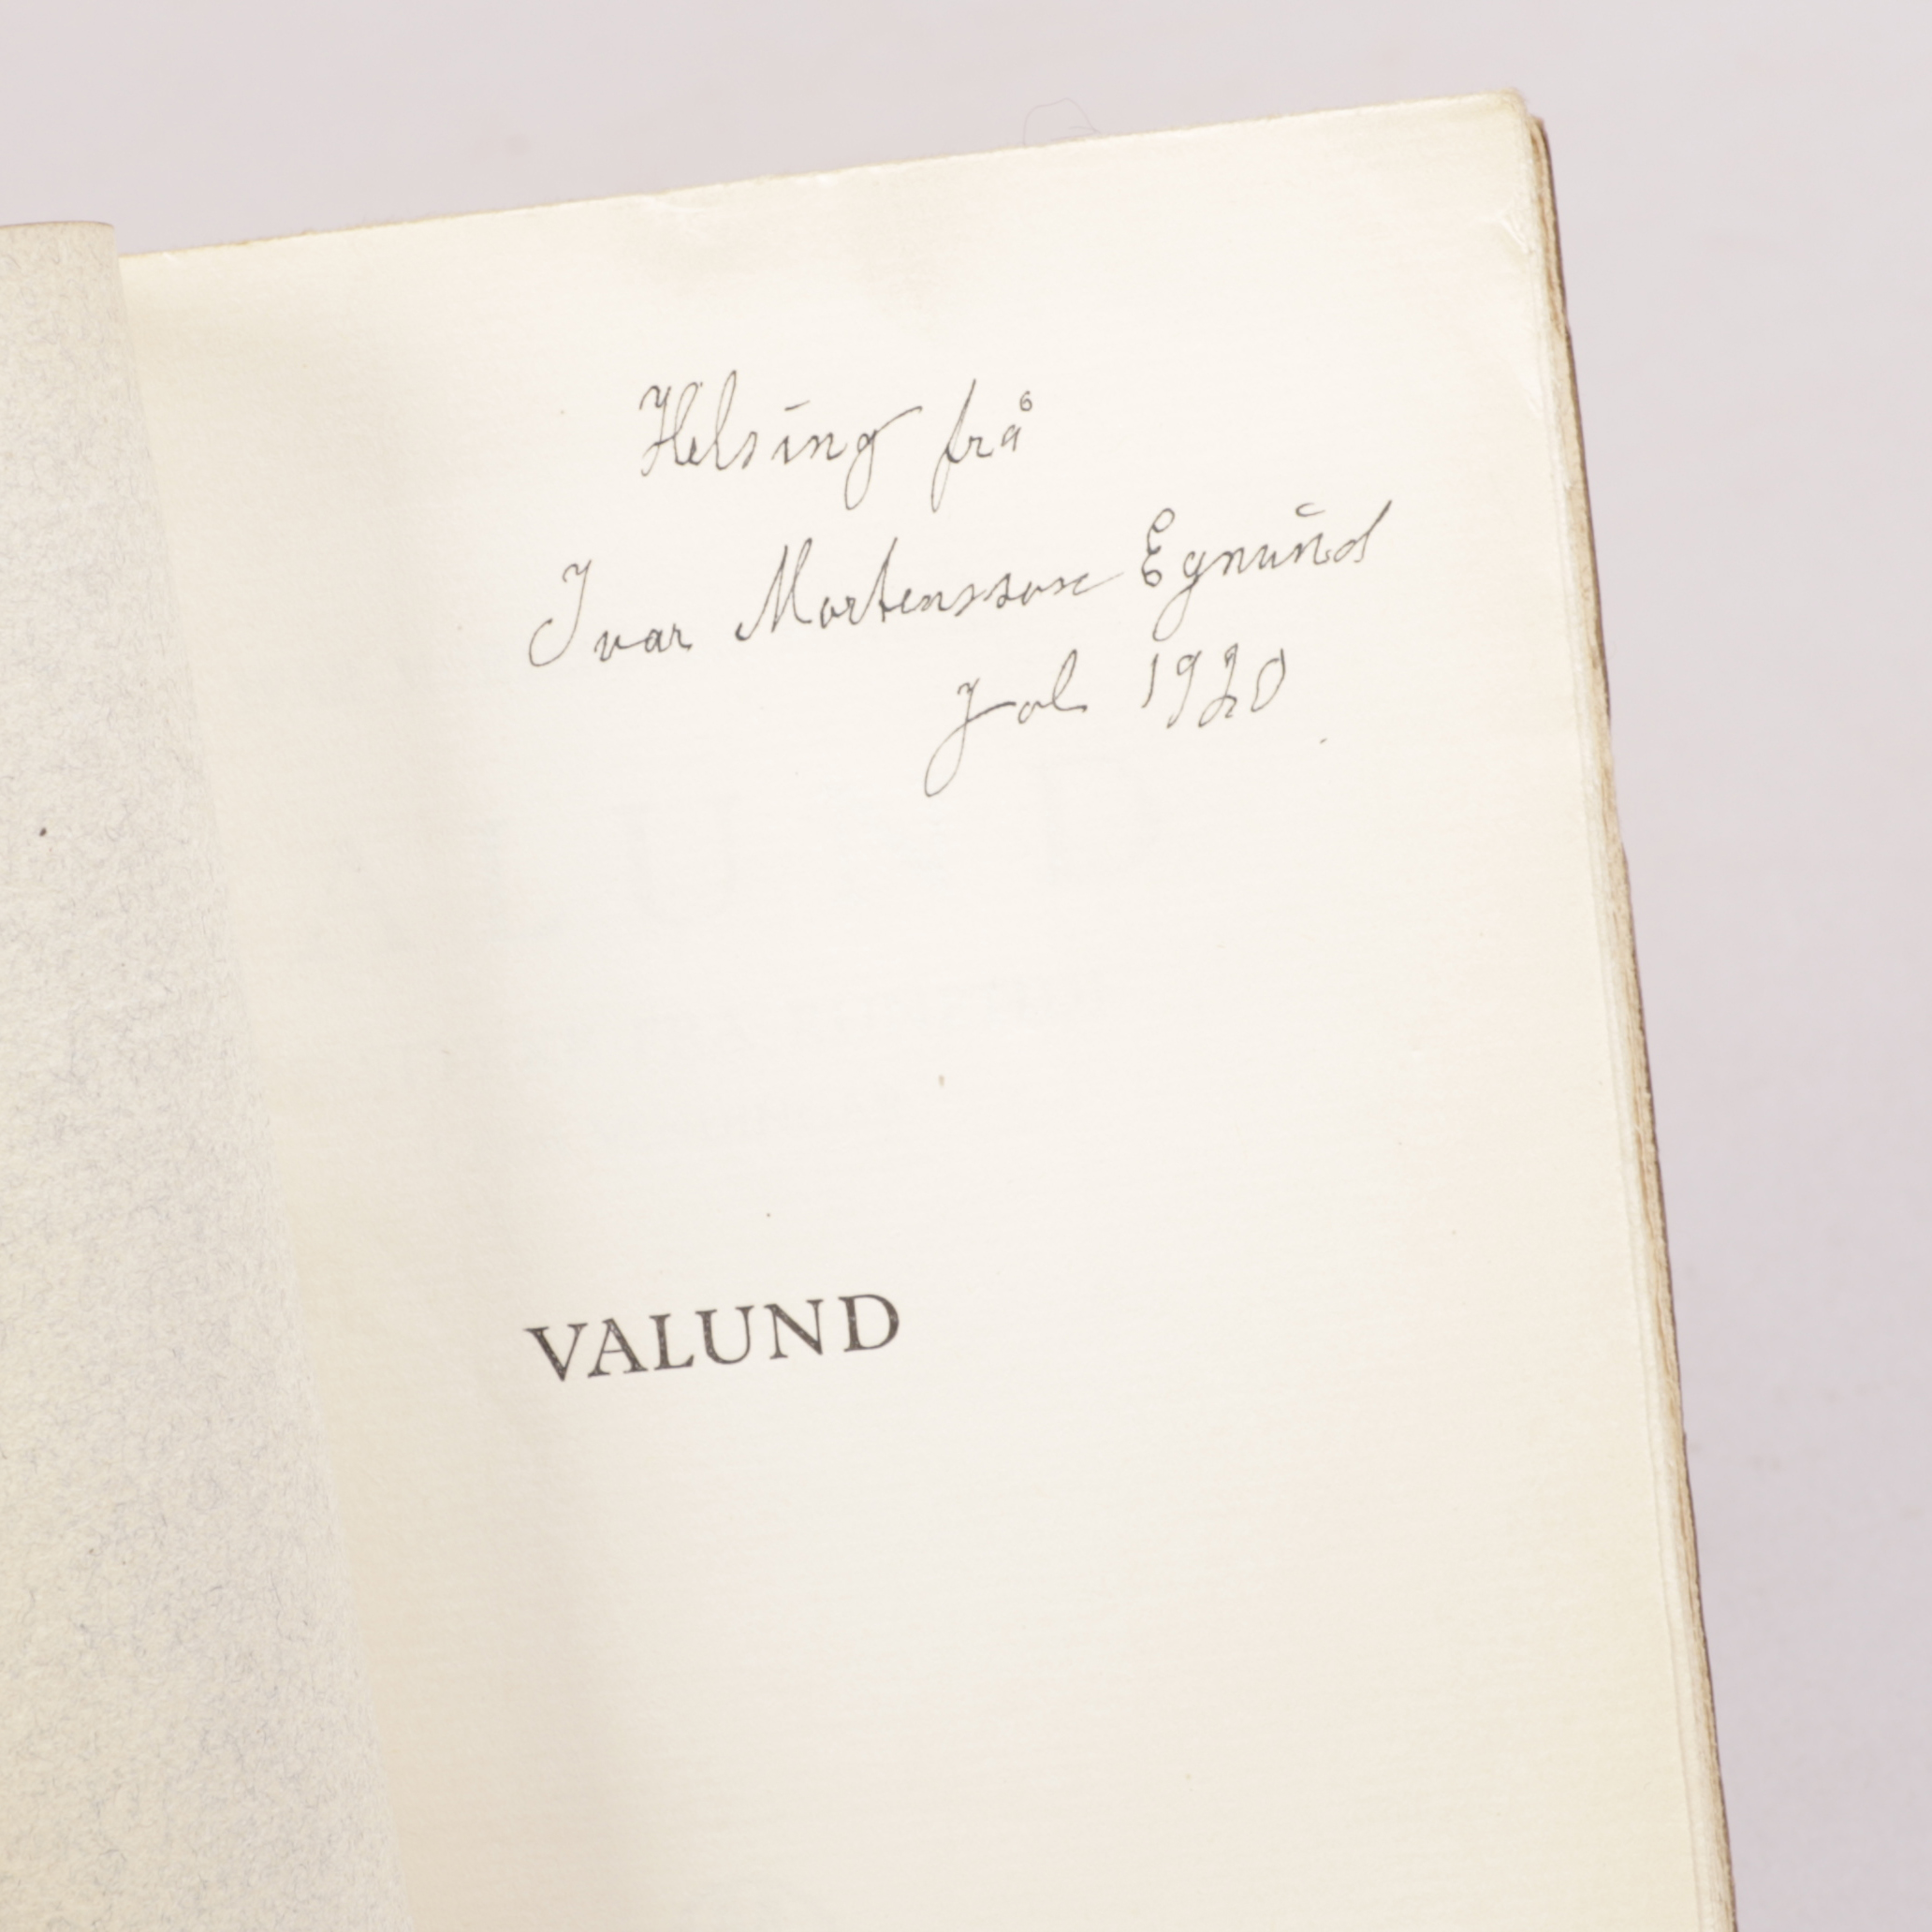 Helsing frå
Ivar Mortensson Egnund
Jol 1920
VALUND